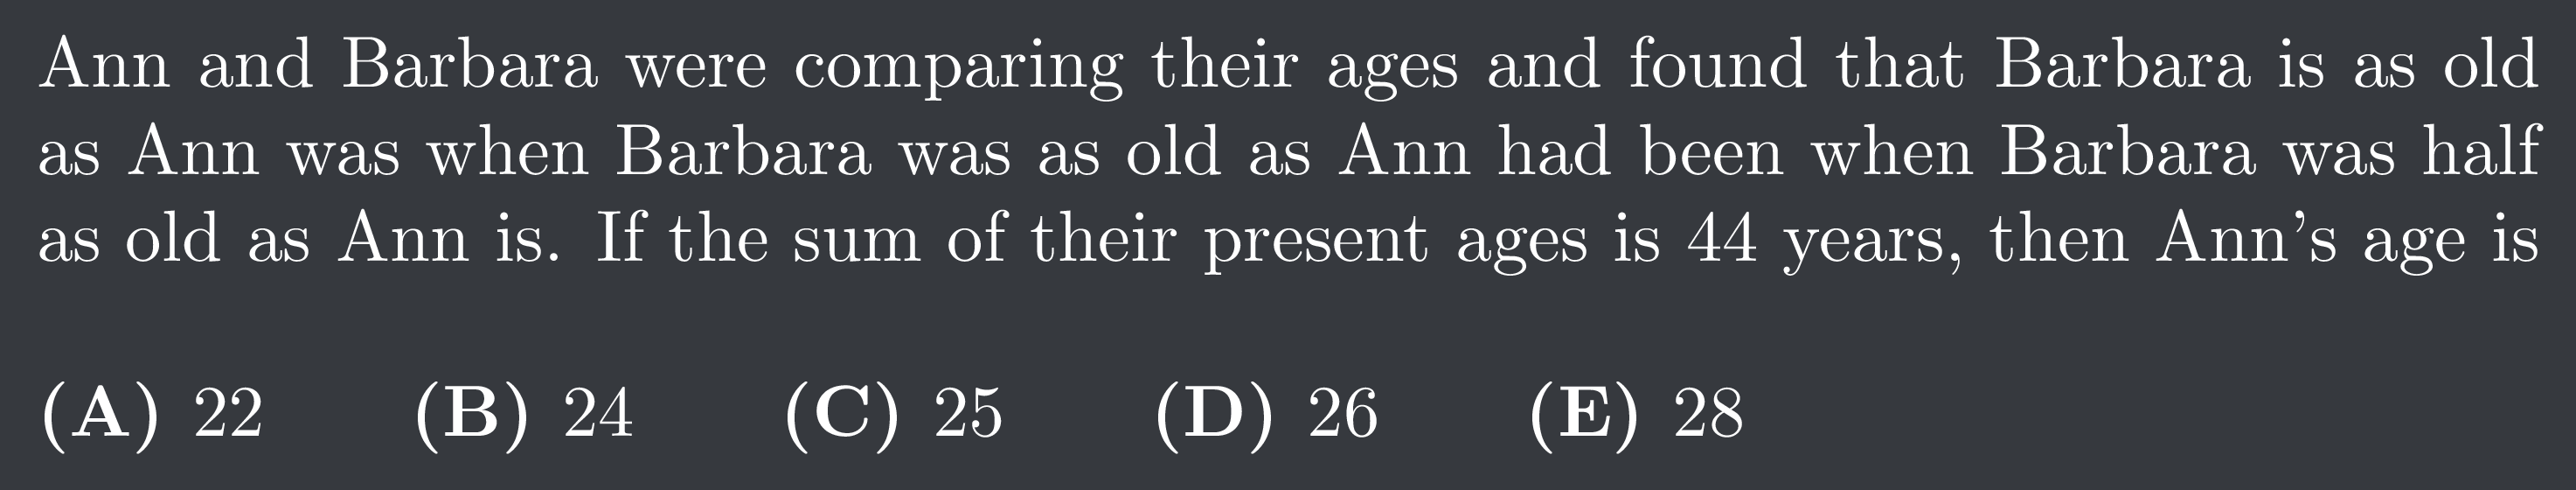 Ann and Barbara were comparing their ages and found that Barbara is as old
as Ann was when Barbara was as old as Ann had been when Barbara was half
as old as Ann is. If the sum of their present ages is 44 years, then Ann's age is
(A) 22 (B) 24 (C) 25 (D) 26 (E) 28